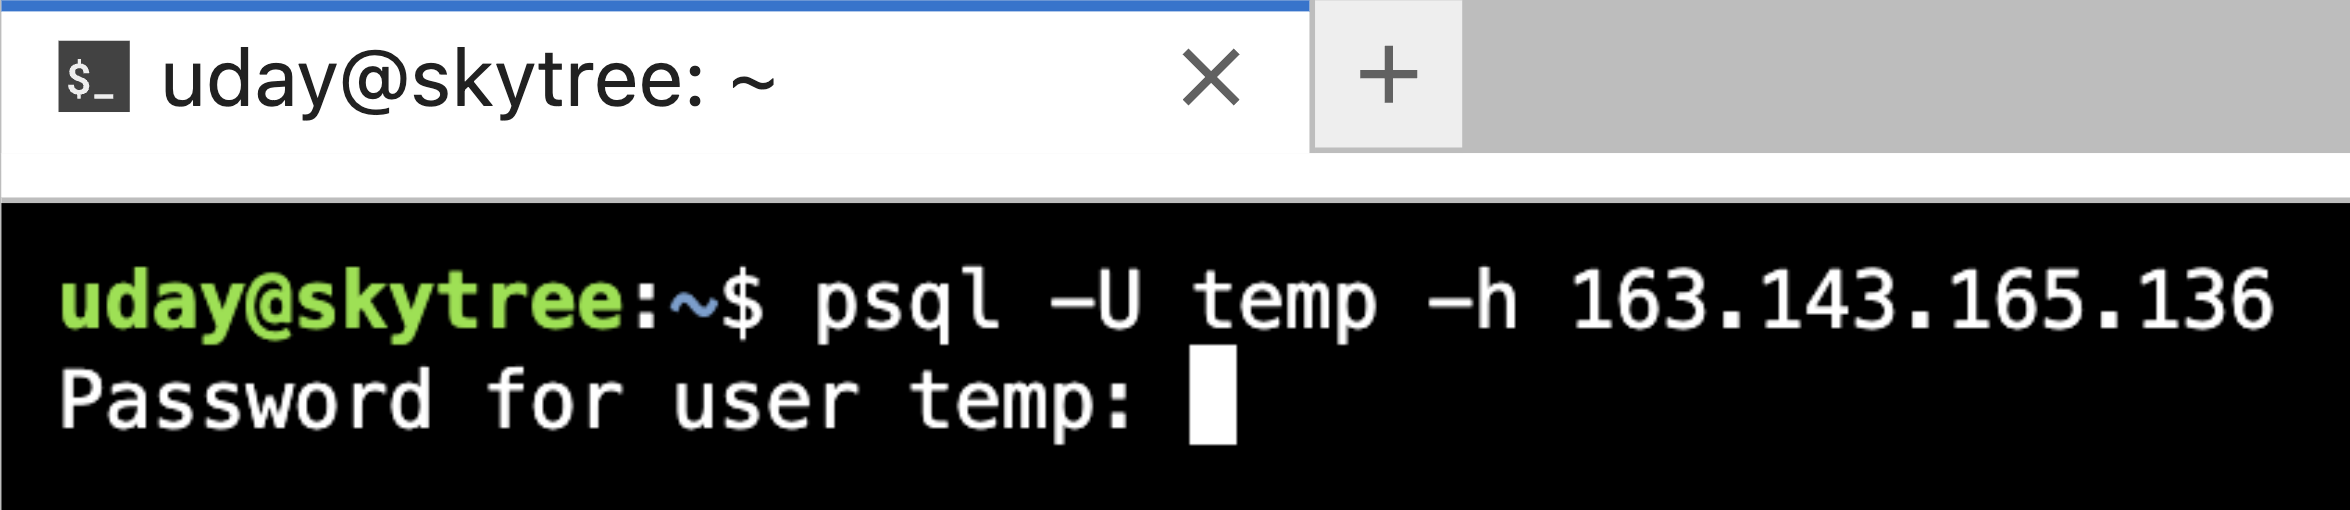 $_ uday@skytree: ~
uday@skytree:~$ psql -U temp -h 163.143.165.136
Password for user temp: